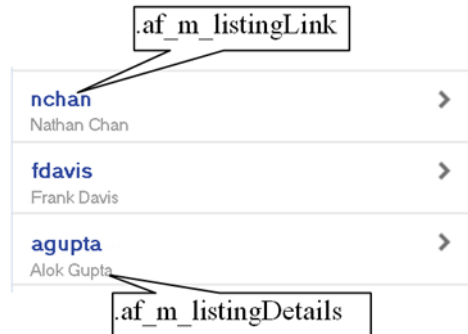 .af_m_listingLink
nchan
Nathan Chan
fdavis
Frank Davis
agupta
Alok Gupta
.af_m_listingDetails